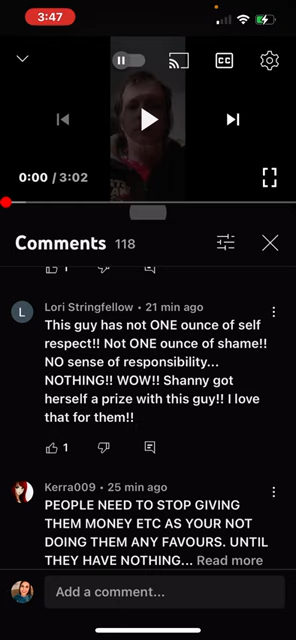 3:47
CC
0:00 / 3:02
Comments 118
1
Lori Stringfellow • 21 min ago
L
This guy has not ONE ounce of self
respect!! Not ONE ounce of shame!!
NO sense of responsibility...
NOTHING!! WOW!! Shanny got
herself a prize with this guy!! I love
that for them!!
1
Kerra009 • 25 min ago
PEOPLE NEED TO STOP GIVING
THEM MONEY ETC AS YOUR NOT
DOING THEM ANY FAVOURS. UNTIL
THEY HAVE NOTHING... Read more
Add a comment...